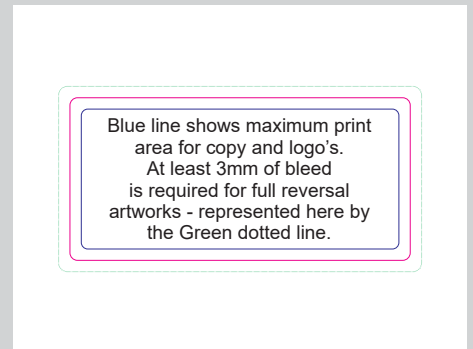 Blue line shows maximum print
area for copy and logo's.
At least 3mm of bleed
is required for full reversal
artworks - represented here by
the Green dotted line.